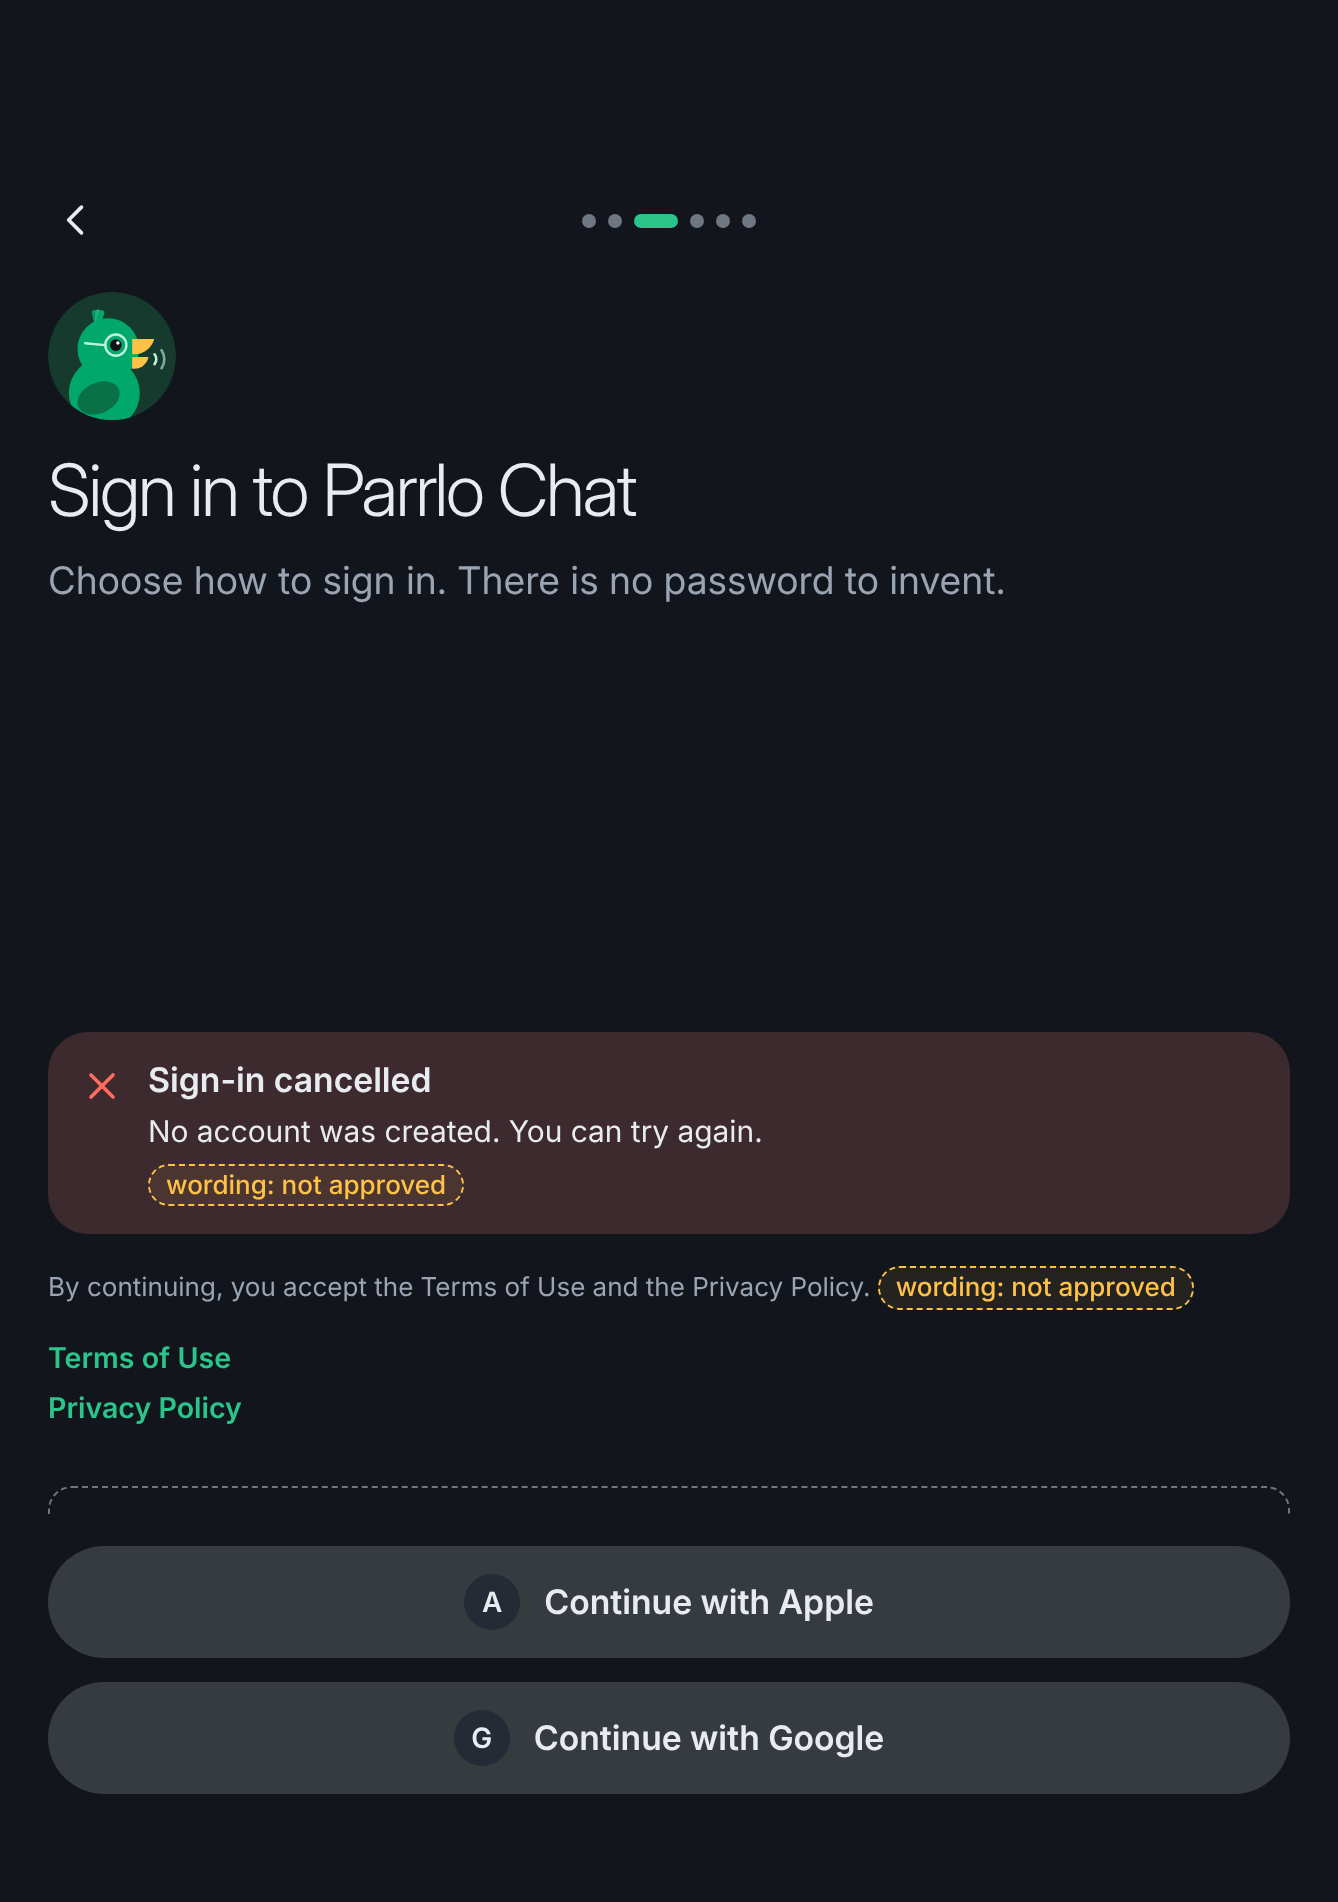 Sign in to Parrlo Chat
Choose how to sign in. There is no password to invent.
Sign-in cancelled
No account was created. You can try again.
wording: not approved
By continuing, you accept the Terms of Use and the Privacy Policy. wording: not approved
Terms of Use
Privacy Policy
A Continue with Apple
G Continue with Google